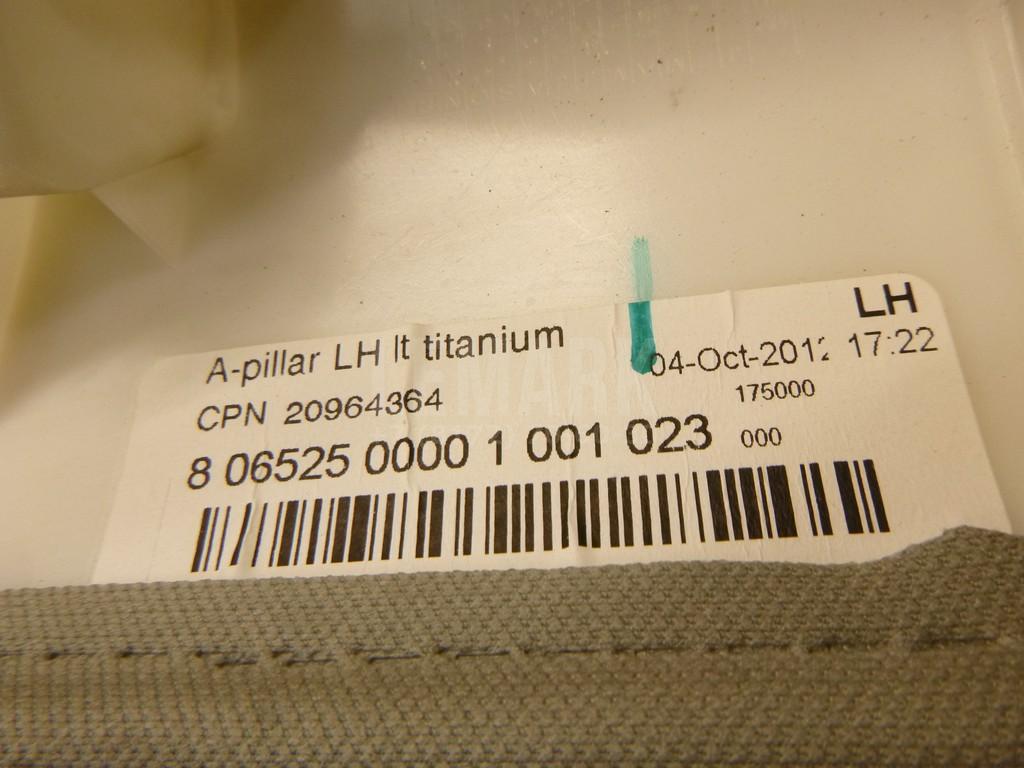 LH
A-pillar LH lt titanium
04-Oct-2012 17:22
CPN 20964364
175000
8 06525 0000 1 001 023 000